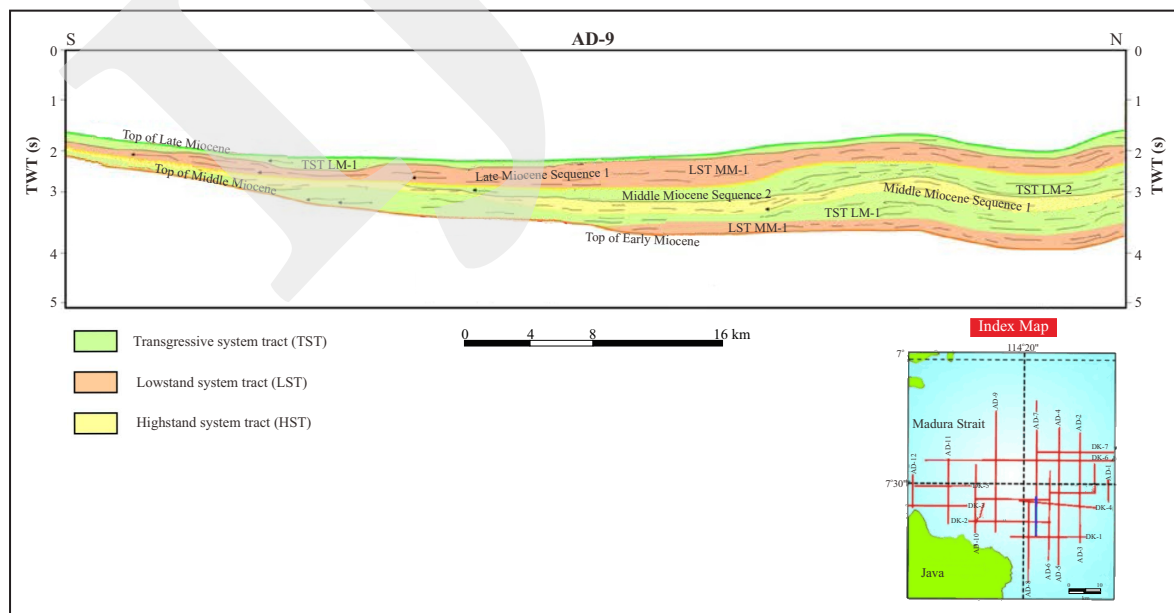 S
AD-9
N
0
1
2
3
4
5
TWT (s)
0
1
2
3
4
5
TWT (s)
Top of Late Miocene
TST LM-1
Late Miocene Sequence 1
LST MM-1
Top of Middle Miocene
Middle Miocene Sequence 2
TST LM-2
Middle Miocene Sequence 1
TST LM-1
LST MM-1
Top of Early Miocene
Transgressive system tract (TST)
Lowstand system tract (LST)
Highstand system tract (HST)
0 4 8 16 km
Index Map
114°20"
7°
Madura Strait
AD-9
AD-7
AD-4
AD-2
AD-11
AD-12
DK-7
DK-6
AD-1
7°30"
DK-5
DK-3
DK-4
DK-2
DK-1
AD-10
AD-6
AD-3
AD-5
AD-8
Java
0 10